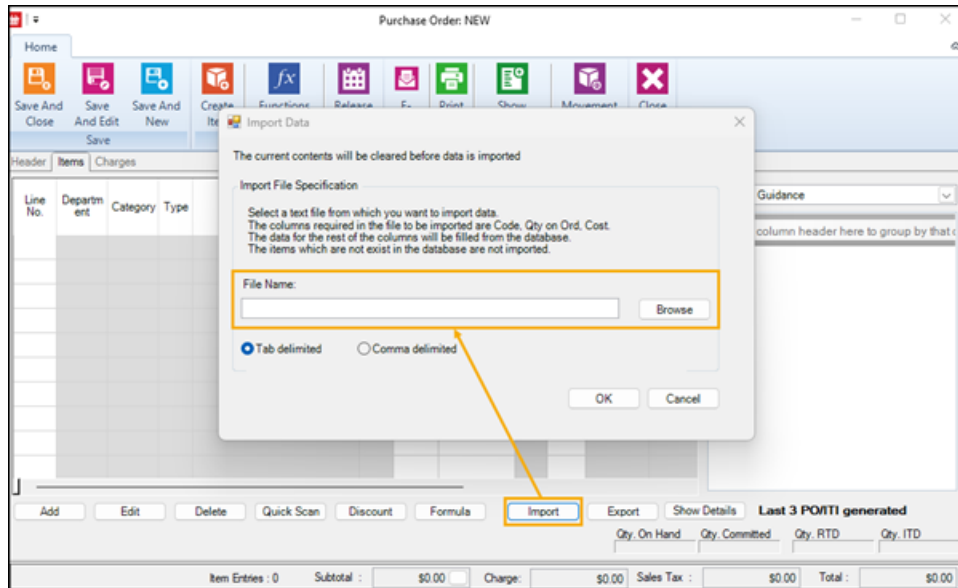 Purchase Order: NEW
Home
Save And Close
Save And Edit
Save And New
Create
Functions
Release
E-
Print
Show
Movement
Close
Save
Header
Items
Charges
Import Data
The current contents will be cleared before data is imported
Import File Specification
Select a text file from which you want to import data.
The columns required in the file to be imported are Code, Qty on Ord, Cost.
The data for the rest of the columns will be filled from the database.
The items which are not exist in the database are not imported.
File Name:
Browse
Tab delimited
Comma delimited
OK
Cancel
Line No.
Departm ent
Category
Type
Guidance
column header here to group by that
Add
Edit
Delete
Quick Scan
Discount
Formula
Import
Export
Show Details
Last 3 PO/ITI generated
Qty. On Hand
Qty. Committed
Qty. RTD
Qty. ITD
Item Entries : 0
Subtotal :
$0.00
Charge:
$0.00
Sales Tax :
$0.00
Total :
$0.00